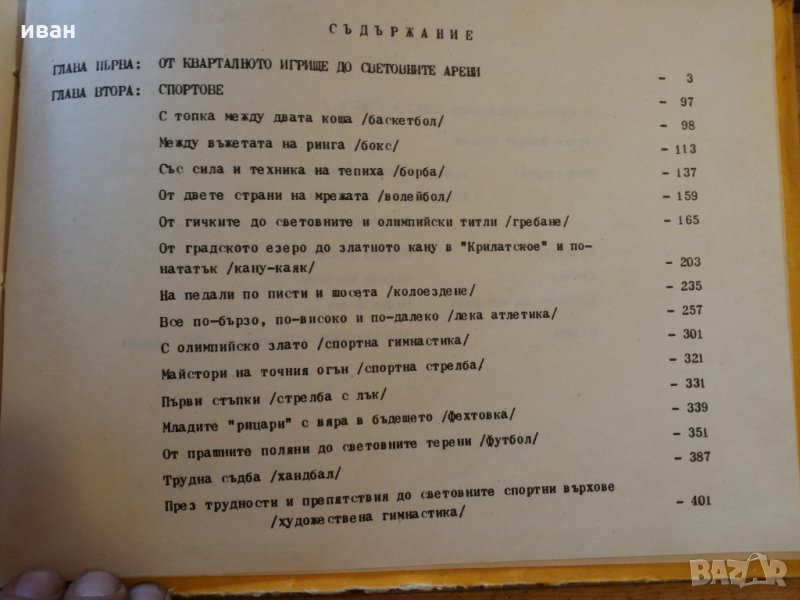 иван
СЪДЪРЖАНИЕ
ГЛАВА ПЪРВА: ОТ КВАРТАЛНОТО ИГРИЩЕ ДО СВЕТОВНИТЕ АРЕНИ - 3
ГЛАВА ВТОРА: СПОРТОВЕ - 97
С топка между двата коша /баскетбол/ - 98
Между въжетата на ринга /бокс/ - 113
Със сила и техника на тепиха /борба/ - 137
От двете страни на мрежата /волейбол/ - 159
От гичките до световните и олимпийски титли /гребане/ - 165
От градското езеро до златното кану в "Крилатское" и по-
нататък /кану-каяк/ - 203
На педали по писти и шосета /колоездене/ - 235
Все по-бързо, по-високо и по-далеко /лека атлетика/ - 257
С олимпийско злато /спортна гимнастика/ - 301
Майстори на точния огън /спортна стрелба/ - 321
Първи стъпки /стрелба с лък/ - 331
Младите "рицари" с вяра в бъдещето /фехтовка/ - 339
От прашните поляни до световните терени /футбол/ - 351
Трудна съдба /хандбал/ - 387
През трудности и препятствия до световните спортни върхове
/художествена гимнастика/ - 401
BAZAR